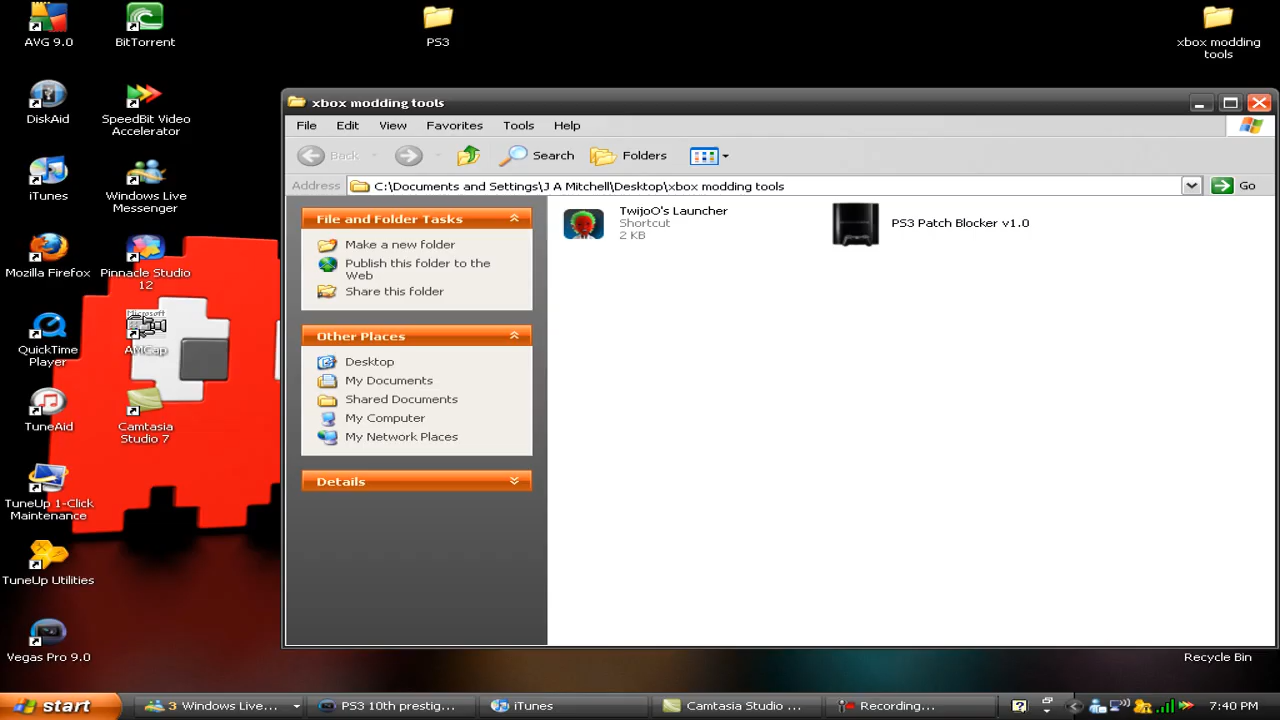 AVG 9.0
BitTorrent
PS3
xbox modding
tools
DiskAid
SpeedBit Video
Accelerator
iTunes
Windows Live
Messenger
Mozilla Firefox
Pinnacle Studio
12
QuickTime
Player
Microsoft
AMCap
TuneAid
Camtasia
Studio 7
TuneUp 1-Click
Maintenance
TuneUp Utilities
Vegas Pro 9.0
xbox modding tools
File Edit View Favorites Tools Help
Back Search Folders
Address C:\Documents and Settings\J A Mitchell\Desktop\xbox modding tools Go
File and Folder Tasks
Make a new folder
Publish this folder to the
Web
Share this folder
Other Places
Desktop
My Documents
Shared Documents
My Computer
My Network Places
Details
TwijoO's Launcher
Shortcut
2 KB
PS3 Patch Blocker v1.0
Recycle Bin
start 3 Windows Live... PS3 10th prestig... iTunes Camtasia Studio ... Recording... 7:40 PM